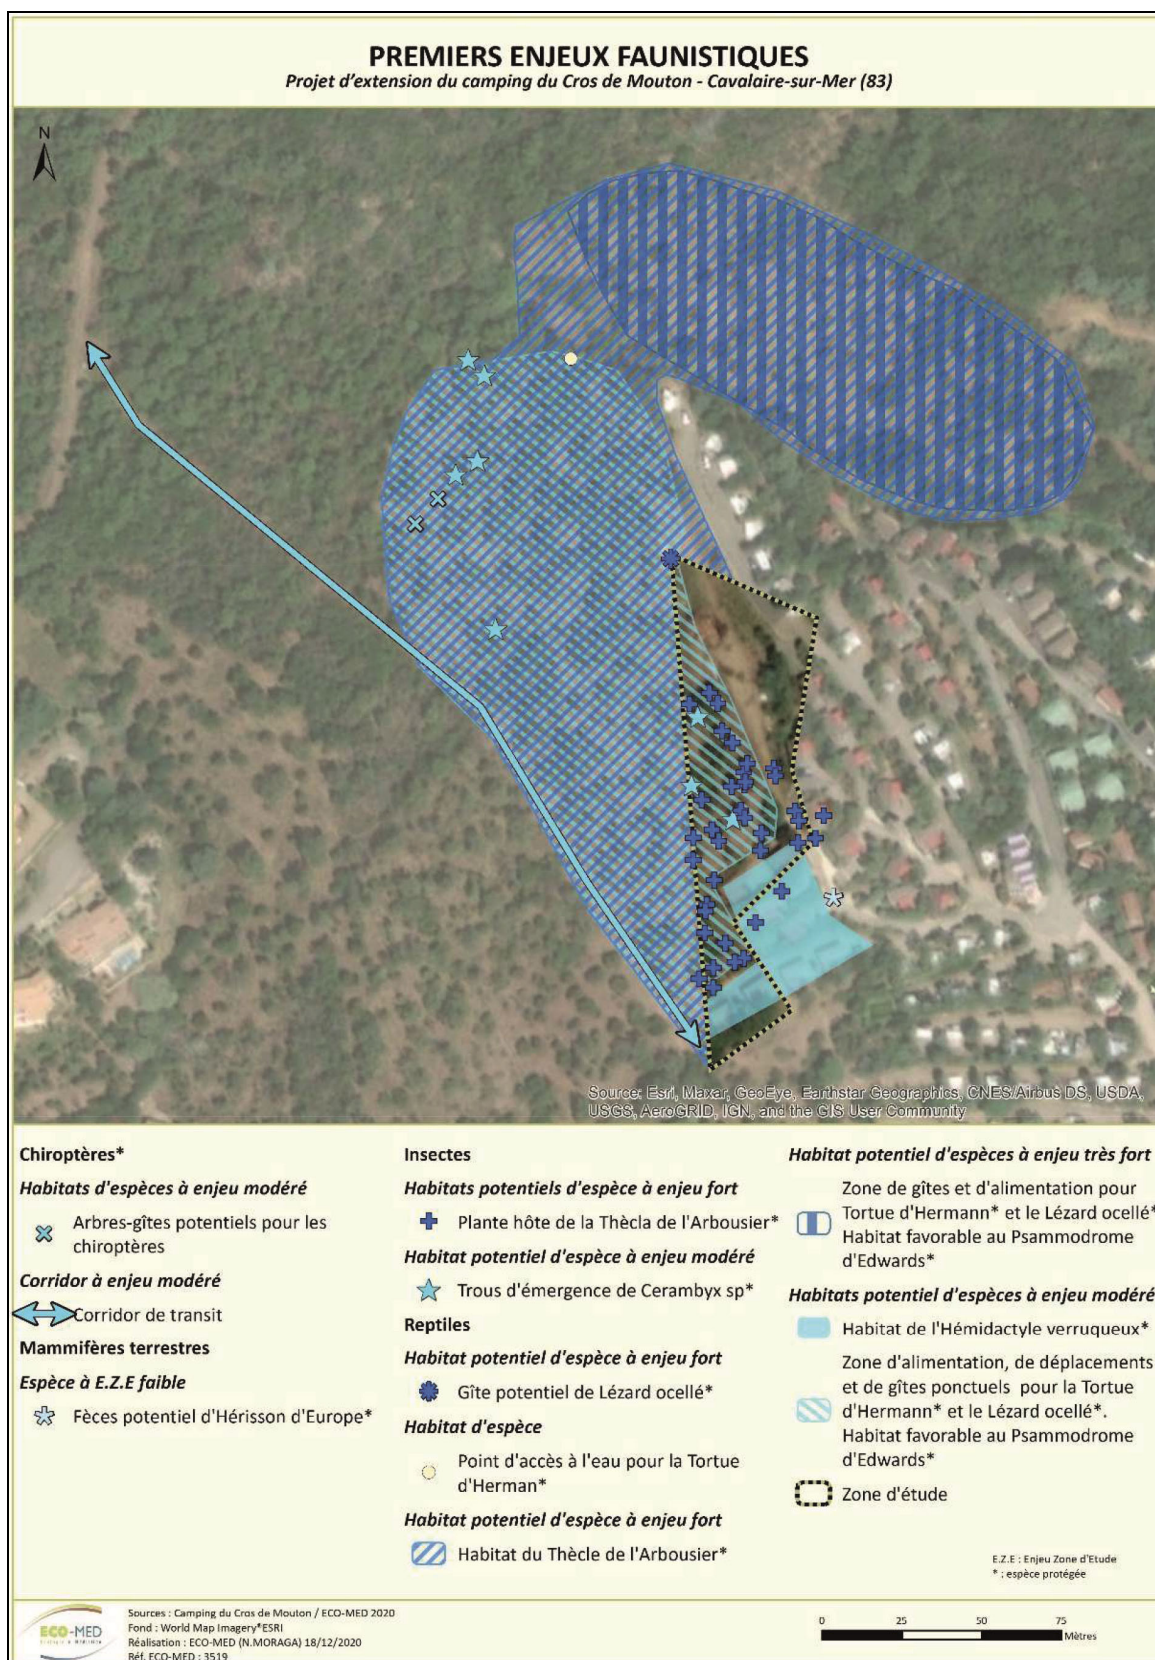 PREMIERS ENJEUX FAUNISTIQUES
Projet d'extension du camping du Cros de Mouton - Cavalaire-sur-Mer (83)
N
Source: Esri, Maxar, GeoEye, Earthstar Geographics, CNES/Airbus DS, USDA,
USGS, AeroGRID, IGN, and the GIS User Community
Chiroptères*
Habitats d'espèces à enjeu modéré
Arbres-gîtes potentiels pour les
chiroptères
Corridor à enjeu modéré
Corridor de transit
Mammifères terrestres
Espèce à E.Z.E faible
Fèces potentiel d'Hérisson d'Europe*
Insectes
Habitats potentiels d'espèce à enjeu fort
Plante hôte de la Thècla de l'Arbousier*
Habitat potentiel d'espèce à enjeu modéré
Trous d'émergence de Cerambyx sp*
Reptiles
Habitat potentiel d'espèce à enjeu fort
Gîte potentiel de Lézard ocellé*
Habitat d'espèce
Point d'accès à l'eau pour la Tortue
d'Herman*
Habitat potentiel d'espèce à enjeu fort
Habitat du Thècle de l'Arbousier*
Habitat potentiel d'espèces à enjeu très fort
Zone de gîtes et d'alimentation pour
Tortue d'Hermann* et le Lézard ocellé*
Habitat favorable au Psammodrome
d'Edwards*
Habitats potentiel d'espèces à enjeu modéré
Habitat de l'Hémidactyle verruqueux*
Zone d'alimentation, de déplacements
et de gîtes ponctuels pour la Tortue
d'Hermann* et le Lézard ocellé*.
Habitat favorable au Psammodrome
d'Edwards*
Zone d'étude
E.Z.E : Enjeu Zone d'Etude
* : espèce protégée
ECO-MED
Sources : Camping du Cros de Mouton / ECO-MED 2020
Fond : World Map Imagery®ESRI
Réalisation : ECO-MED (N.MORAGA) 18/12/2020
Réf. ECO-MED : 3519
0 25 50 75
Mètres